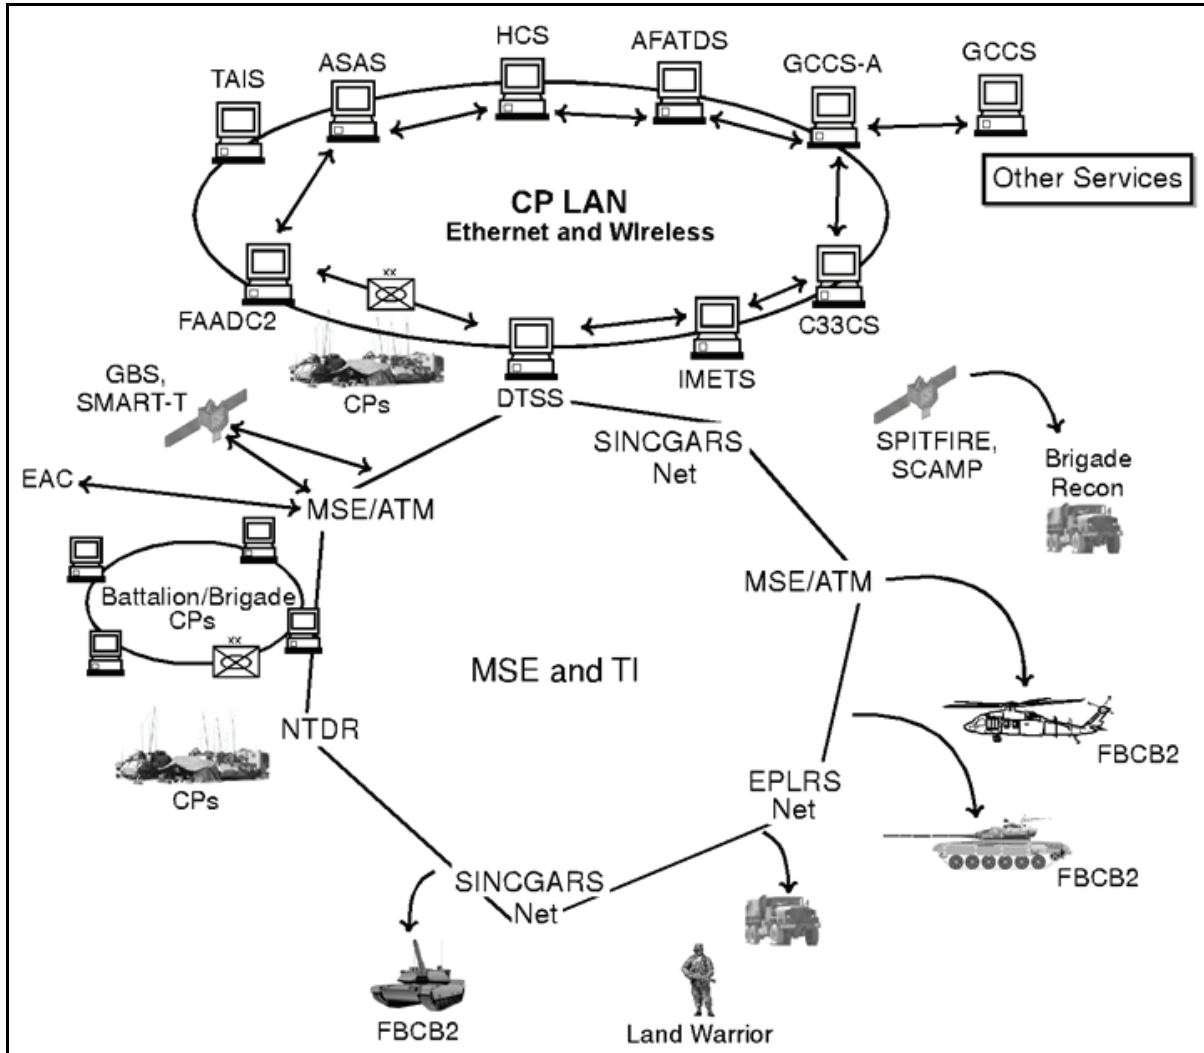 HCS
AFATDS
GCCS-A
GCCS
ASAS
TAIS
Other Services
CP LAN
Ethernet and WIreless
xx
FAADC2
C33CS
IMETS
DTSS
CPs
GBS,
SMART-T
SINCGARS
Net
SPITFIRE,
SCAMP
Brigade
Recon
EAC
MSE/ATM
MSE/ATM
Battalion/Brigade
CPs
xx
MSE and TI
NTDR
CPs
FBCB2
EPLRS
Net
FBCB2
SINCGARS
Net
FBCB2
Land Warrior